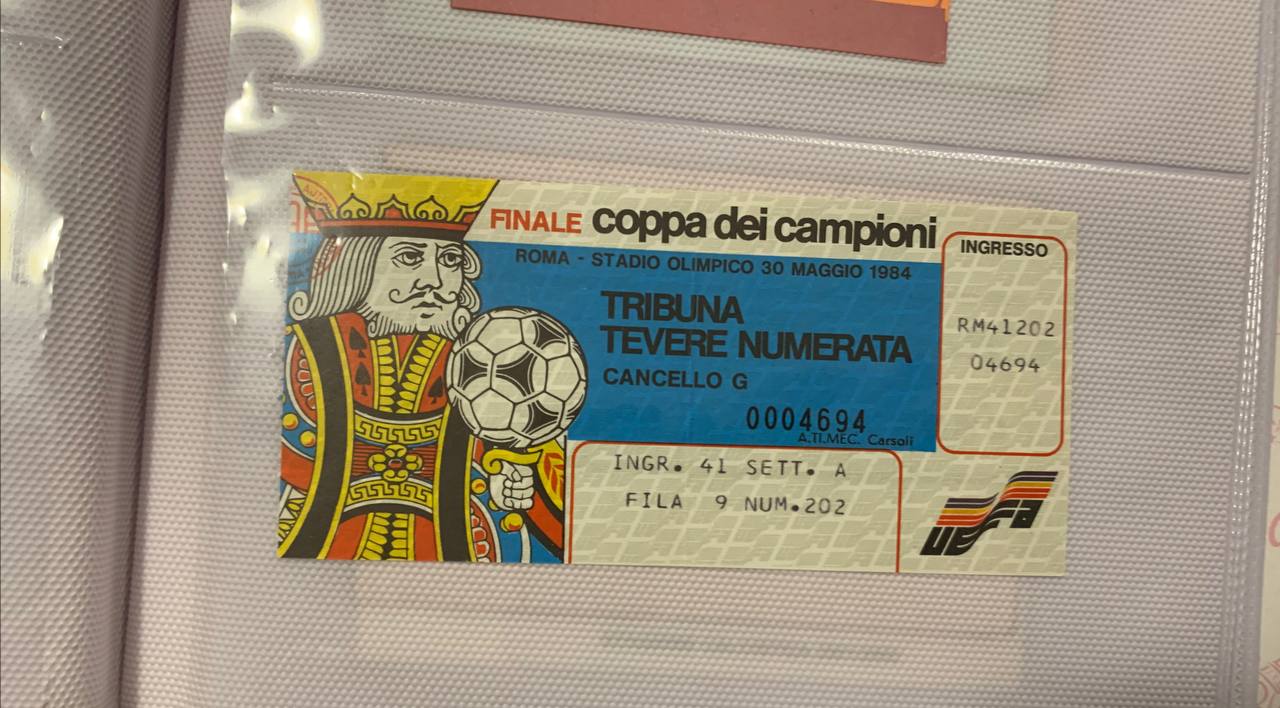 FINALE coppa dei campioni
ROMA - STADIO OLIMPICO 30 MAGGIO 1984
TRIBUNA
TEVERE NUMERATA
CANCELLO G
0004694
A.TI.MEC. Carsoli
INGR. 41 SETT. A
FILA 9 NUM.202
INGRESSO
RM41202
04694
UEFA